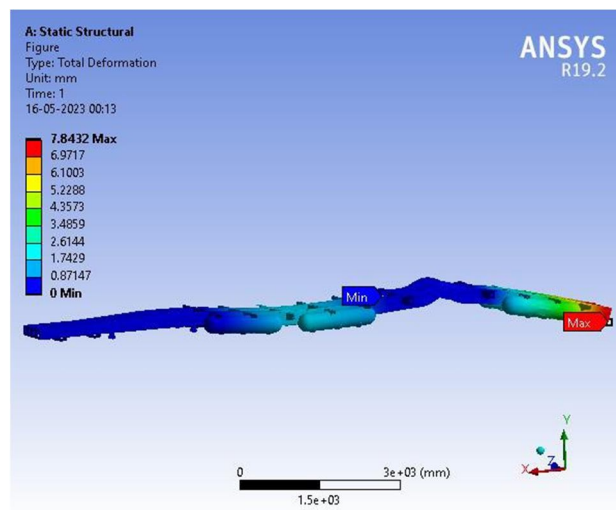 A: Static Structural
Figure
Type: Total Deformation
Unit: mm
Time: 1
16-05-2023 00:13
ANSYS
R19.2
7.8432 Max
6.9717
6.1003
5.2288
4.3573
3.4859
2.6144
1.7429
0.87147
0 Min
Min
Max
Y
Z
X
0
3e+03 (mm)
1.5e+03